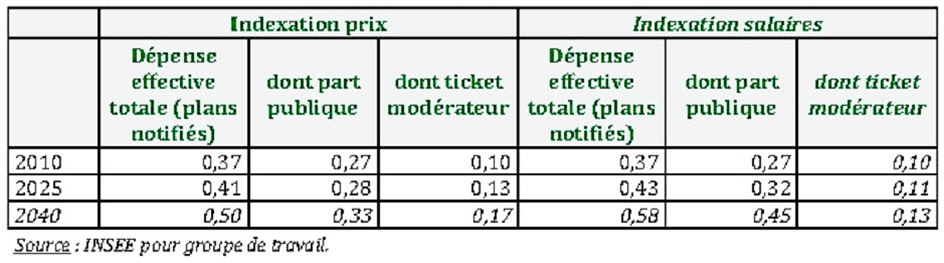 Indexation prix Indexation salaires
Dépense effective totale (plans notifiés) dont part publique dont ticket modérateur Dépense effective totale (plans notifiés) dont part publique dont ticket modérateur
2010 0,37 0,27 0,10 0,37 0,27 0,10
2025 0,41 0,28 0,13 0,43 0,32 0,11
2040 0,50 0,33 0,17 0,58 0,45 0,13
Source : INSEE pour groupe de travail.